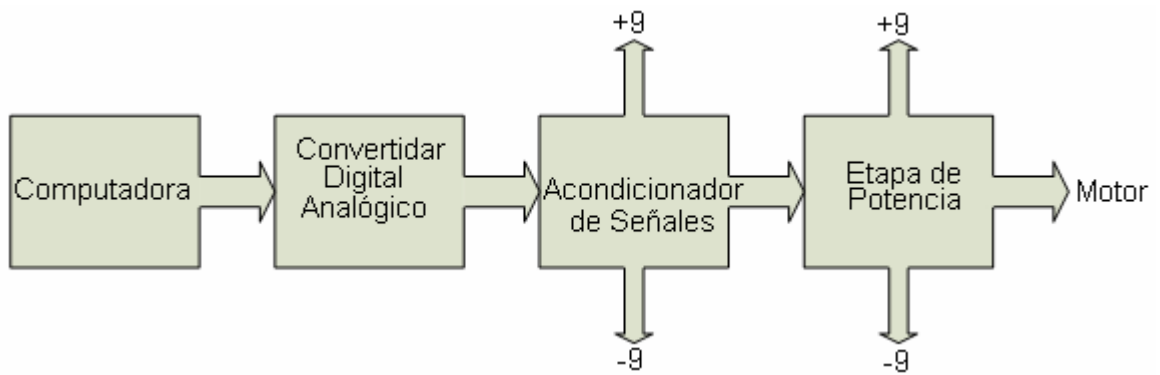 +9
+9
Computadora
Convertidar
Digital
Analógico
Acondicionador
de Señales
Etapa de
Potencia
Motor
-9
-9